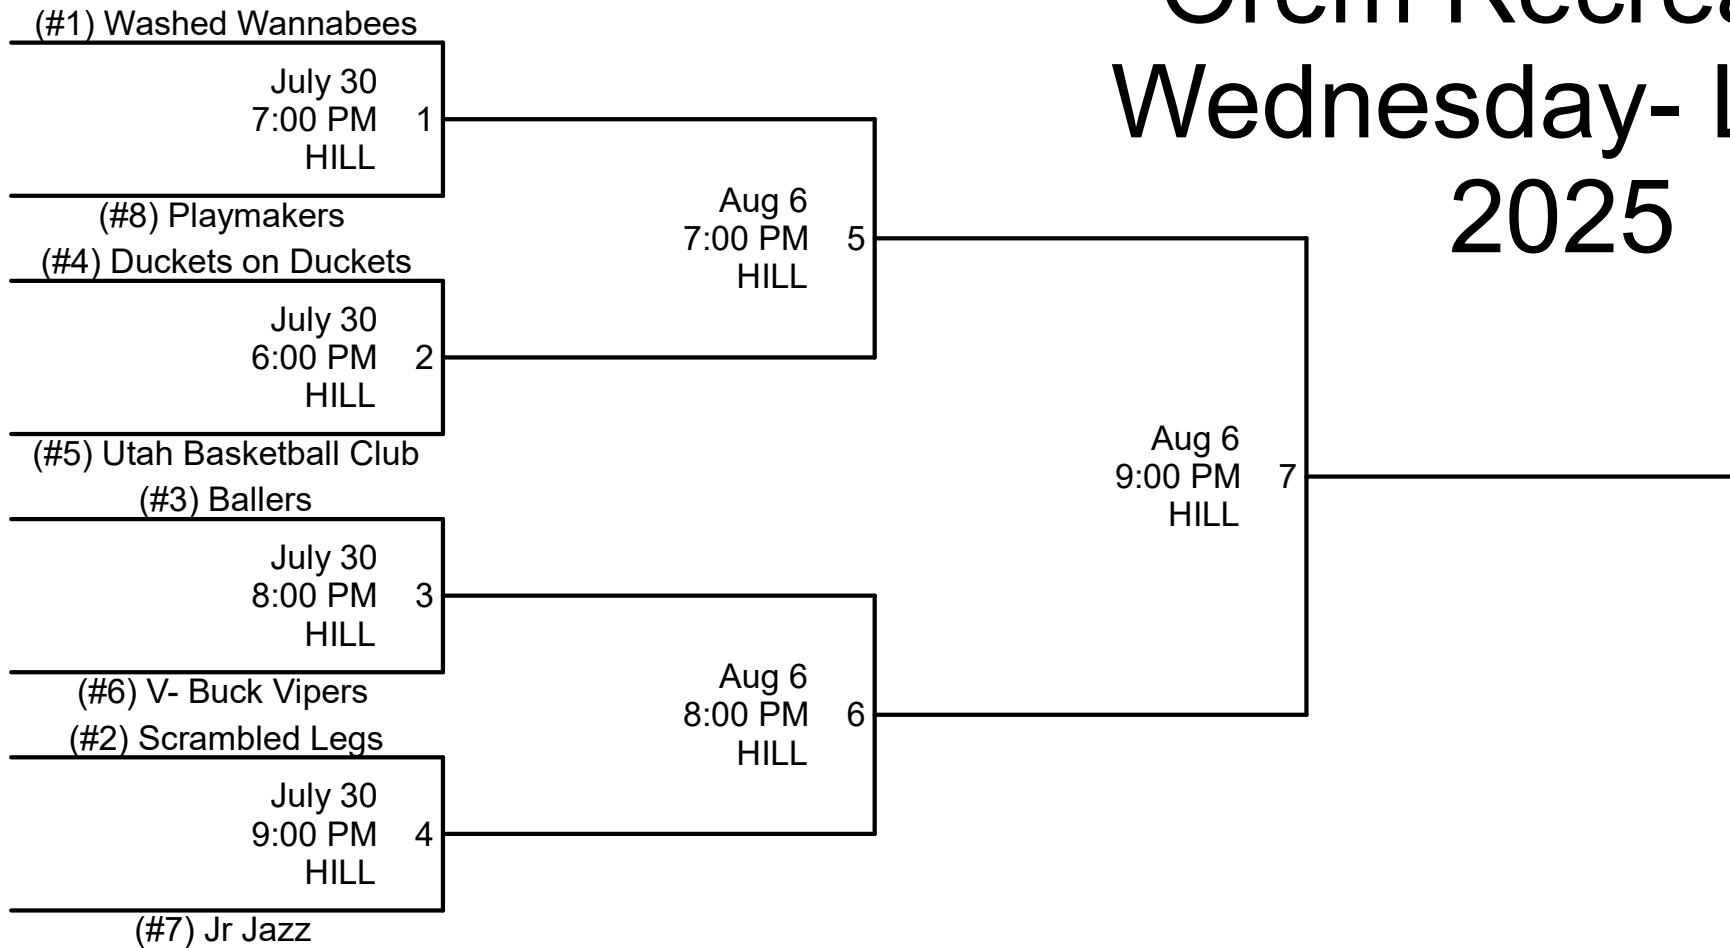 Orem Recrea
Wednesday- L
2025
(#1) Washed Wannabees
July 30
7:00 PM 1
HILL
(#8) Playmakers
(#4) Duckets on Duckets
July 30
6:00 PM 2
HILL
(#5) Utah Basketball Club
(#3) Ballers
July 30
8:00 PM 3
HILL
(#6) V- Buck Vipers
(#2) Scrambled Legs
July 30
9:00 PM 4
HILL
(#7) Jr Jazz
Aug 6
7:00 PM 5
HILL
Aug 6
8:00 PM 6
HILL
Aug 6
9:00 PM 7
HILL